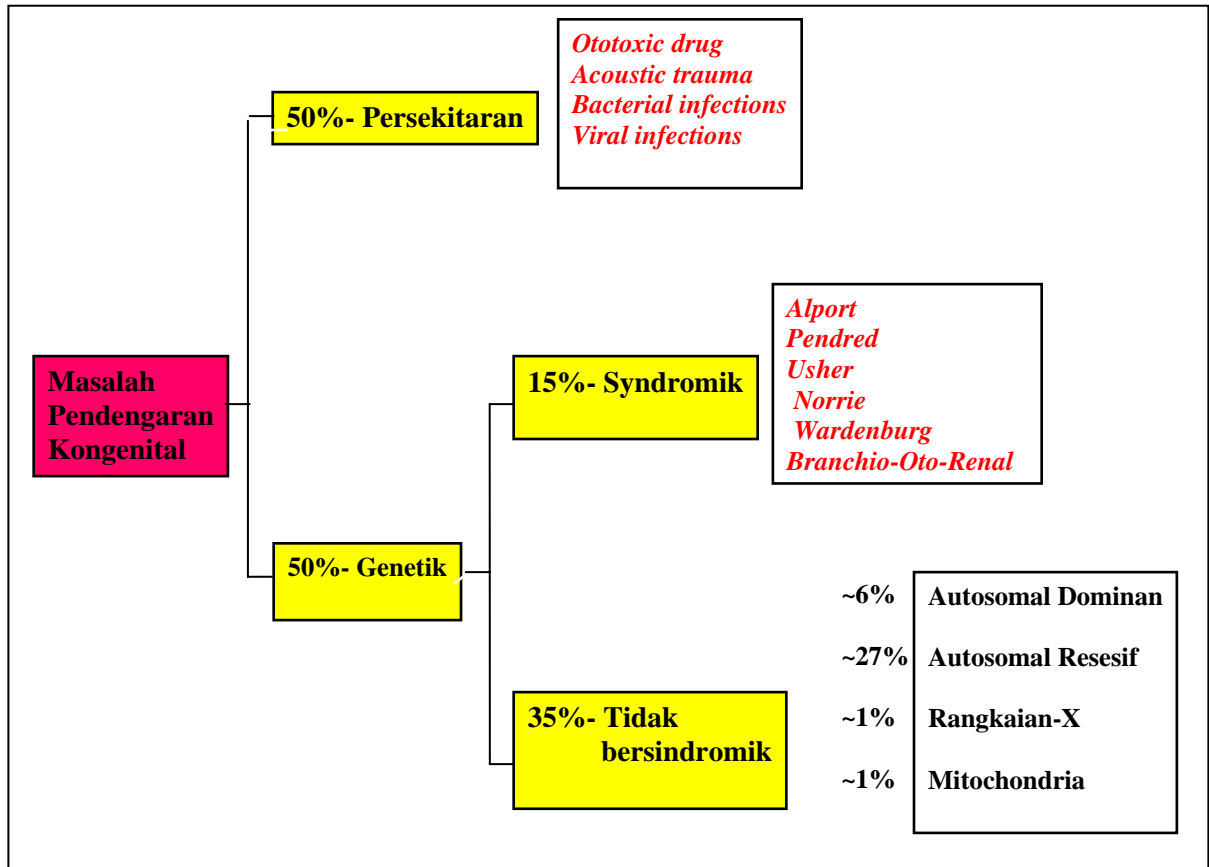 Ototoxic drug
Acoustic trauma
Bacterial infections
Viral infections
50%- Persekitaran
Masalah
Pendengaran
Kongenital
15%- Syndromik
Alport
Pendred
Usher
Norrie
Wardenburg
Branchio-Oto-Renal
50%- Genetik
35%- Tidak
bersindromik
~6% Autosomal Dominan
~27% Autosomal Resesif
~1% Rangkaian-X
~1% Mitochondria